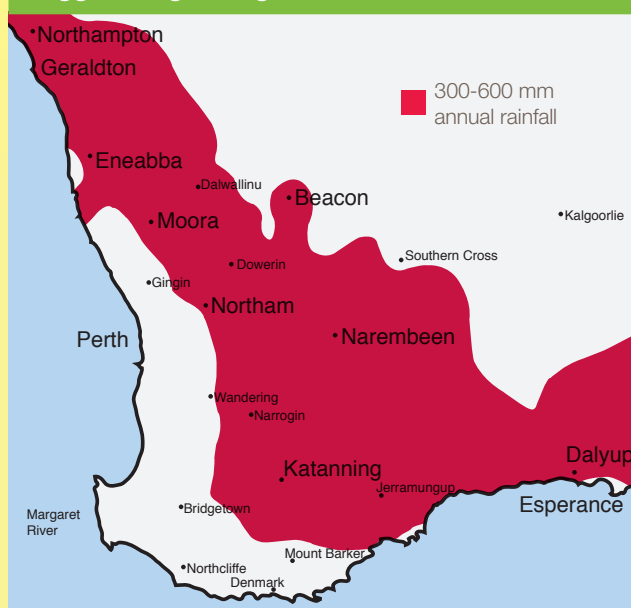 Northampton
Geraldton
300-600 mm
annual rainfall
Eneabba
Dalwallinu
Beacon
Moora
Kalgoorlie
Southern Cross
Dowerin
Gingin
Northam
Perth
Narembeen
Wandering
Narrogin
Dalyup
Katanning
Jerramungup
Esperance
Bridgetown
Margaret
River
Mount Barker
Northcliffe
Denmark